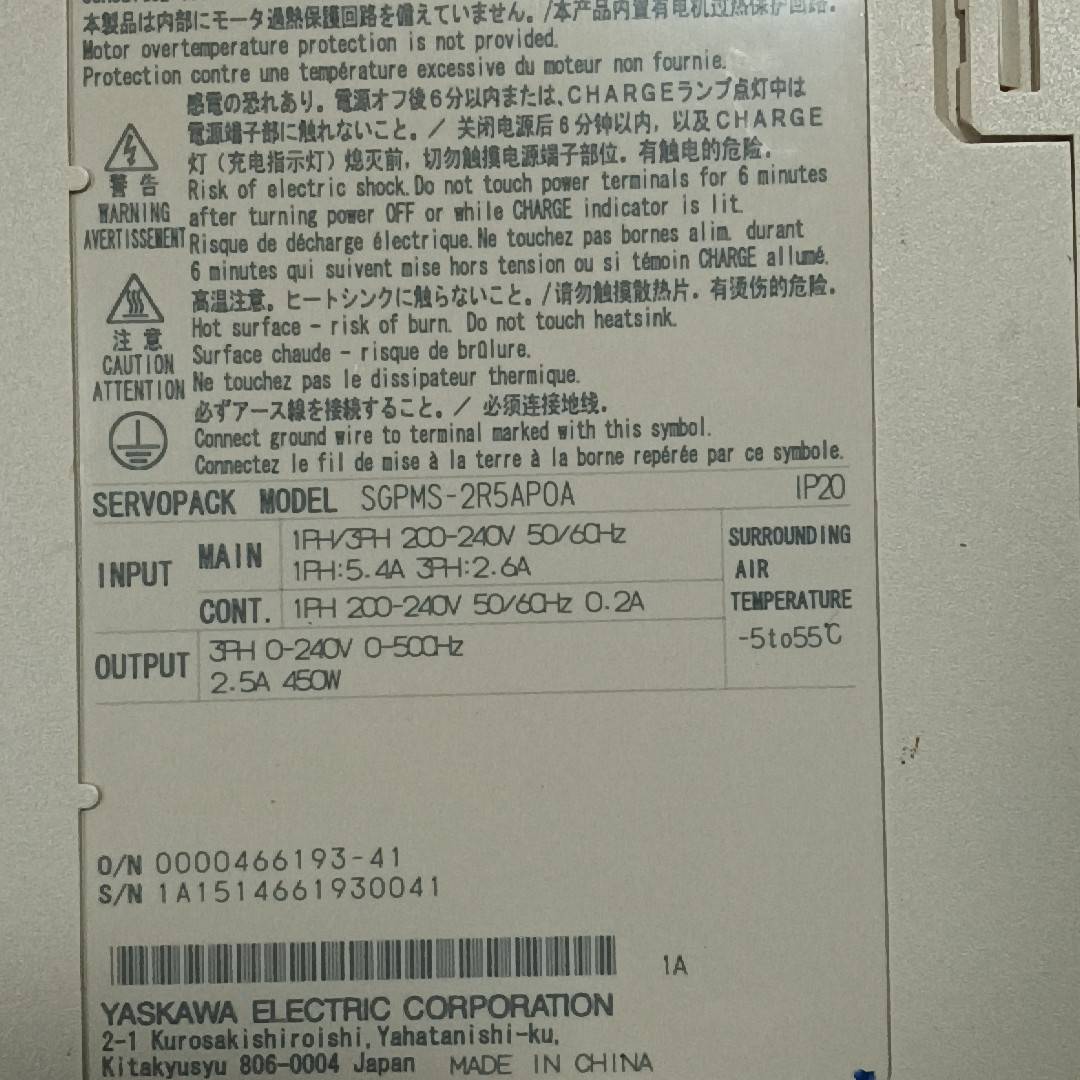 本製品は内部にモータ過熱保護回路を備えていません。/本产品内置有电机过热保护回路.
Motor overtemperature protection is not provided.
Protection contre une température excessive du moteur non fournie.
感電の恐れあり。電源オフ後6分以内または、CHARGEランプ点灯中は
電源端子部に触れないこと。/ 关闭电源后6分钟以内, 以及CHARGE
灯(充电指示灯)熄灭前, 切勿触摸电源端子部位. 有触电的危险.
警告
WARNING
AVERTISSEMENT
Risk of electric shock. Do not touch power terminals for 6 minutes
after turning power OFF or while CHARGE indicator is lit.
Risque de décharge électrique. Ne touchez pas bornes alim. durant
6 minutes qui suivent mise hors tension ou si témoin CHARGE allumé.
注意
CAUTION
ATTENTION
高温注意。ヒートシンクに触らないこと。/请勿触摸散热片. 有烫伤的危险.
Hot surface - risk of burn. Do not touch heatsink.
Surface chaude - risque de brûlure.
Ne touchez pas le dissipateur thermique.
必ずアース線を接続すること。/ 必须连接地线.
Connect ground wire to terminal marked with this symbol.
Connectez le fil de mise à la terre à la borne repérée par ce symbole.
SERVOPACK MODEL SGPMS-2R5AP0A IP20
INPUT
MAIN
1PH/3PH 200-240V 50/60Hz
1PH:5.4A 3PH:2.6A
CONT. 1PH 200-240V 50/60Hz 0.2A
OUTPUT
3PH 0-240V 0-500Hz
2.5A 450W
SURROUNDING
AIR
TEMPERATURE
-5to55℃
O/N 0000466193-41
S/N 1A1514661930041
1A
YASKAWA ELECTRIC CORPORATION
2-1 Kurosakishiroishi, Yahatanishi-ku,
Kitakyusyu 806-0004 Japan MADE IN CHINA